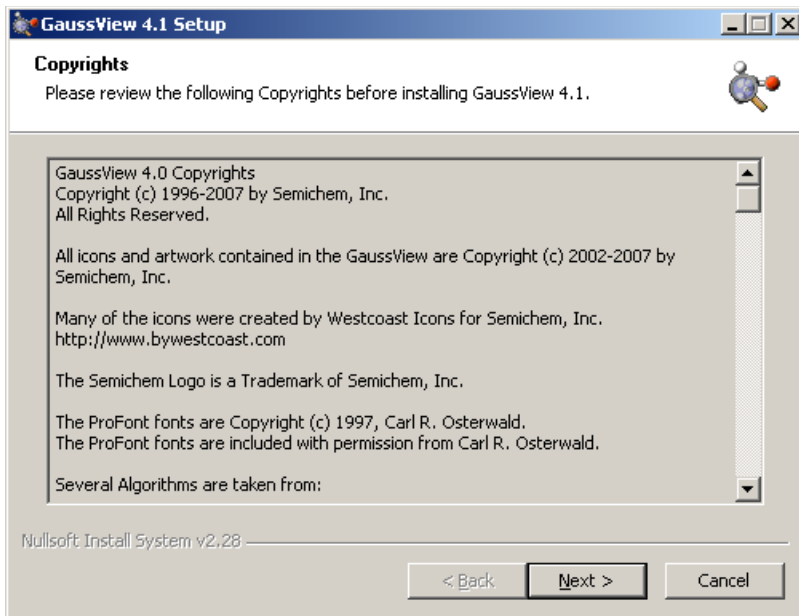 GaussView 4.1 Setup
Copyrights
Please review the following Copyrights before installing GaussView 4.1.
GaussView 4.0 Copyrights
Copyright (c) 1996-2007 by Semichem, Inc.
All Rights Reserved.
All icons and artwork contained in the GaussView are Copyright (c) 2002-2007 by
Semichem, Inc.
Many of the icons were created by Westcoast Icons for Semichem, Inc.
http://www.bywestcoast.com
The Semichem Logo is a Trademark of Semichem, Inc.
The ProFont fonts are Copyright (c) 1997, Carl R. Osterwald.
The ProFont fonts are included with permission from Carl R. Osterwald.
Several Algorithms are taken from:
Nullsoft Install System v2.28
< Back
Next >
Cancel